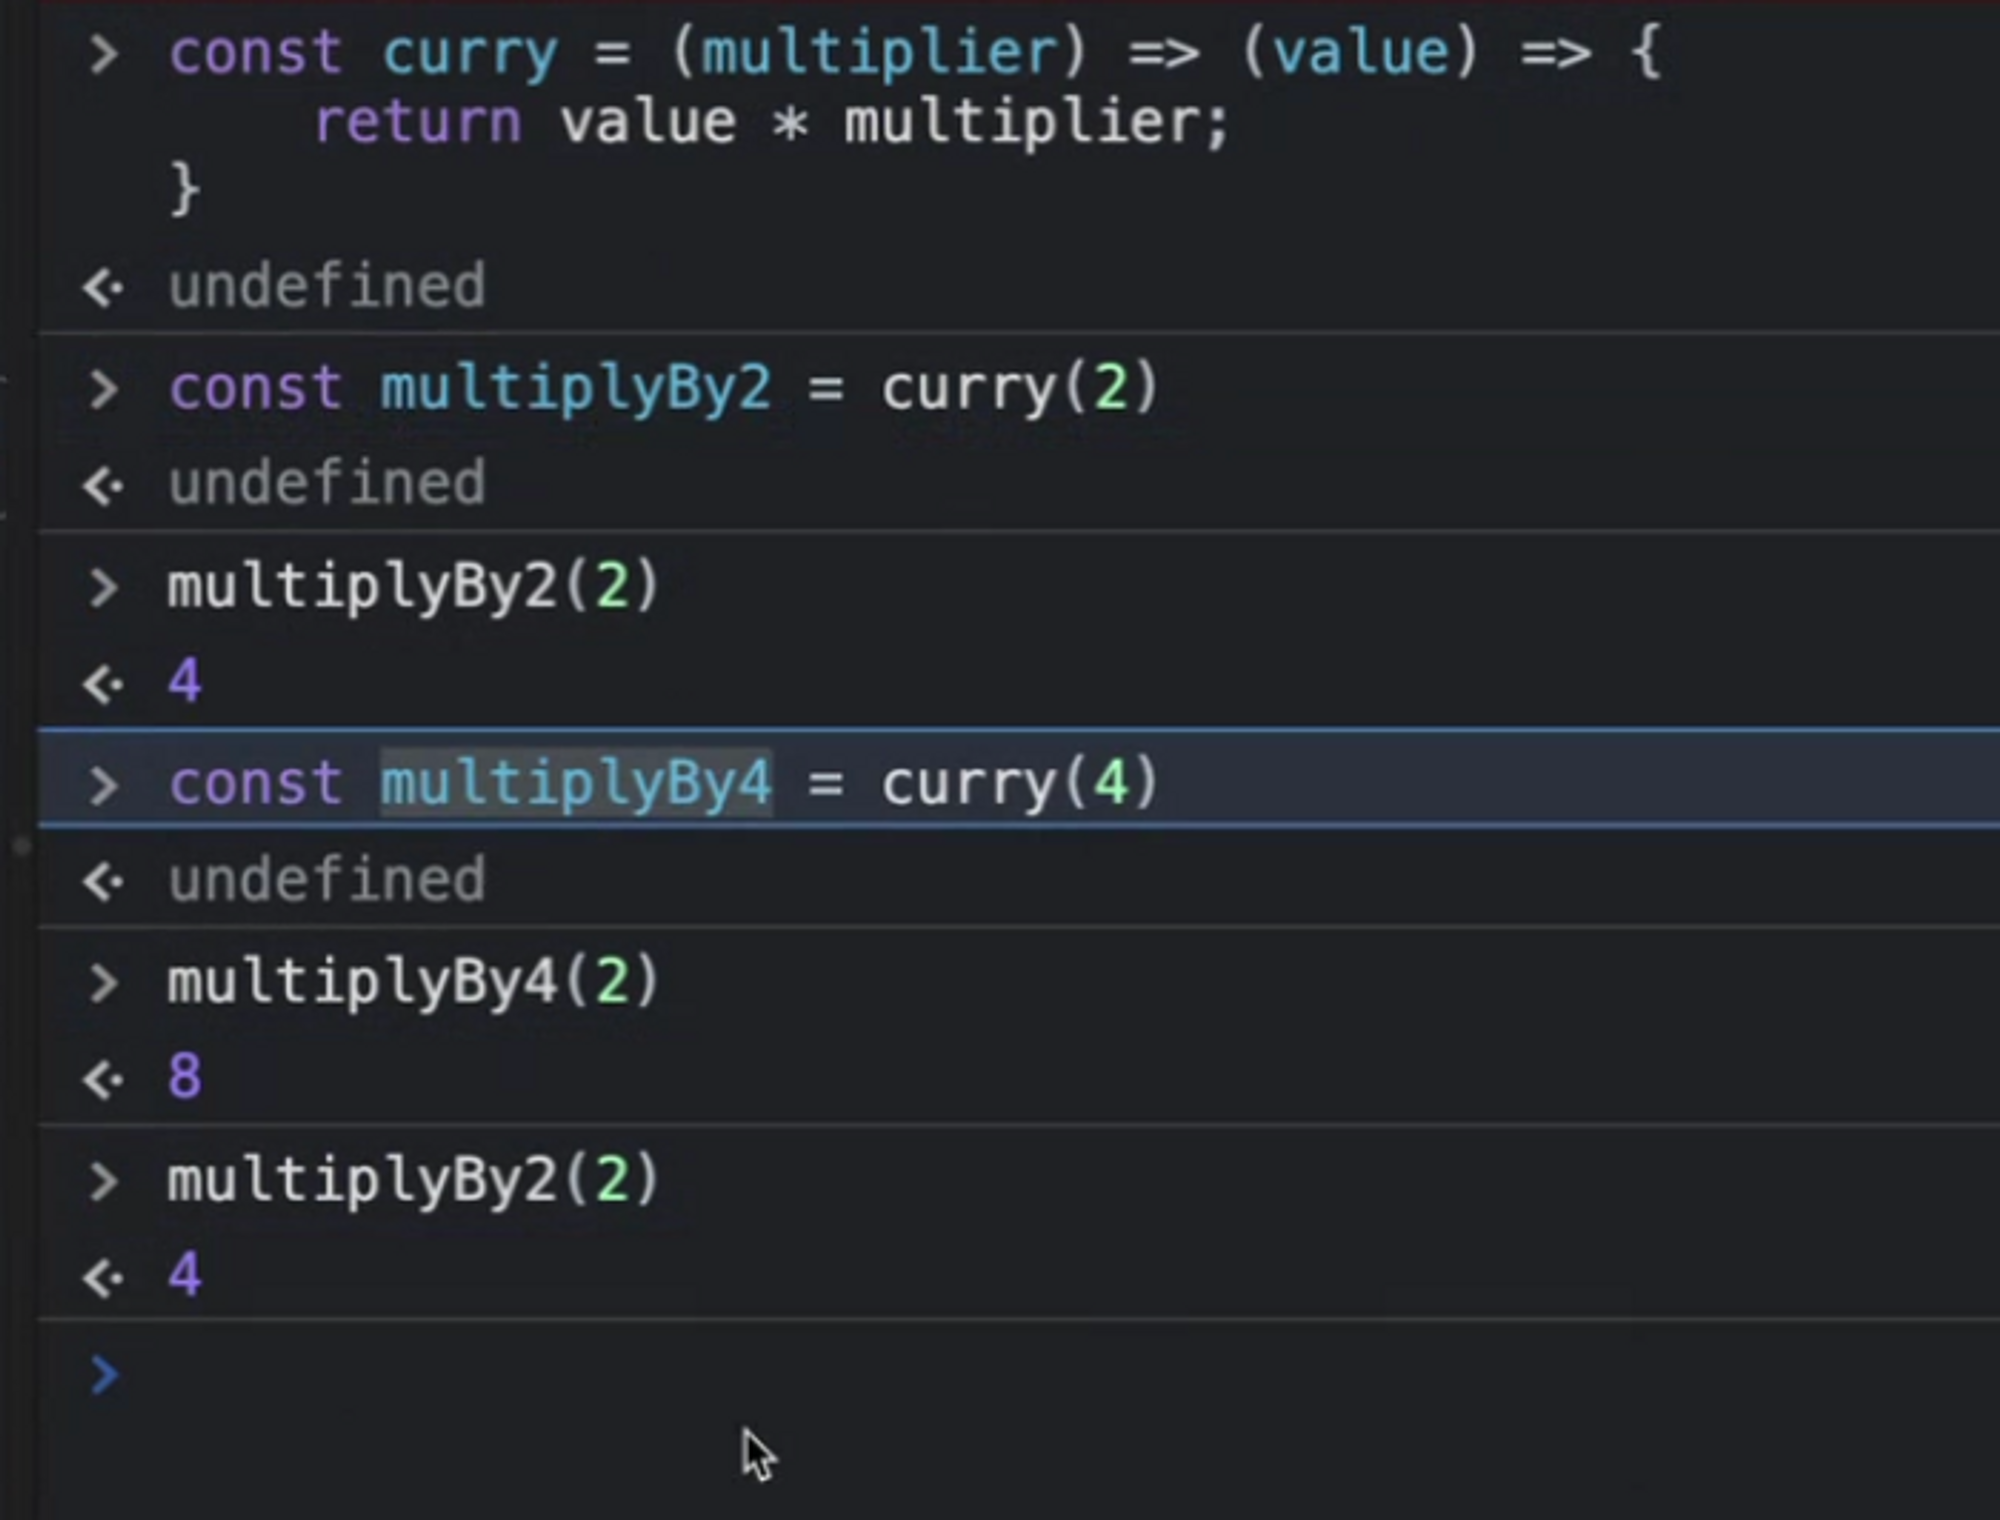 > const curry = (multiplier) => (value) => {
return value * multiplier;
}
<· undefined
> const multiplyBy2 = curry(2)
<· undefined
> multiplyBy2(2)
<· 4
> const multiplyBy4 = curry(4)
<· undefined
> multiplyBy4(2)
<· 8
> multiplyBy2(2)
<· 4
>